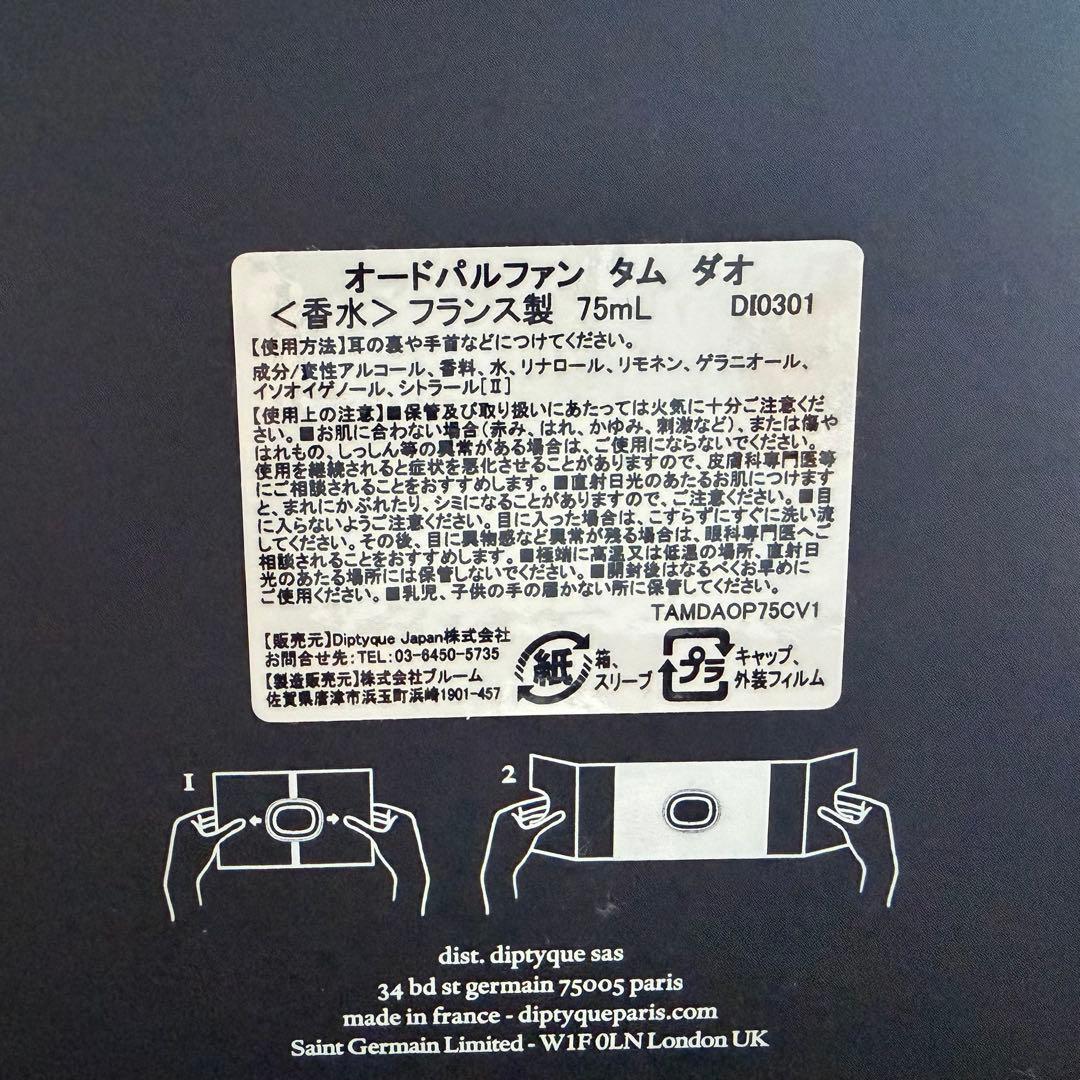 オードパルファン タム ダオ
＜香水＞フランス製 75mL DI0301
【使用方法】耳の裏や手首などにつけてください。
成分/変性アルコール、香料、水、リナロール、リモネン、ゲラニオール、
イソオイゲノール、シトラール[Ⅱ]
【使用上の注意】■保管及び取り扱いにあたっては火気に十分ご注意くだ
さい。■お肌に合わない場合(赤み、はれ、かゆみ、刺激など)、または傷や
はれもの、しっしん等の異常がある場合は、ご使用にならないでください。
使用を継続されると症状を悪化させることがありますので、皮膚科専門医等
にご相談されることをおすすめします。■直射日光のあたるお肌につけます
と、まれにかぶれたり、シミになることがありますので、ご注意ください。■目
に入らないようご注意ください。目に入った場合は、こすらずにすぐに洗い流
してください。その後、目に異物感など異常が残る場合は、眼科専門医へご
相談されることをおすすめします。■極端に高温又は低温の場所、直射日
光のあたる場所には保管しないでください。■開封後はなるべくお早めに
ご使用ください。■乳児、子供の手の届かない所に保管してください。
TAMDAOP75CV1
【販売元】Diptyque Japan株式会社
お問合せ先:TEL:03-6450-5735
【製造販売元】株式会社ブルーム
佐賀県唐津市浜玉町浜崎1901-457
紙
箱、
スリーブ
プラ
キャップ、
外装フィルム
1
2
dist. diptyque sas
34 bd st germain 75005 paris
made in france - diptyqueparis.com
Saint Germain Limited - W1F 0LN London UK